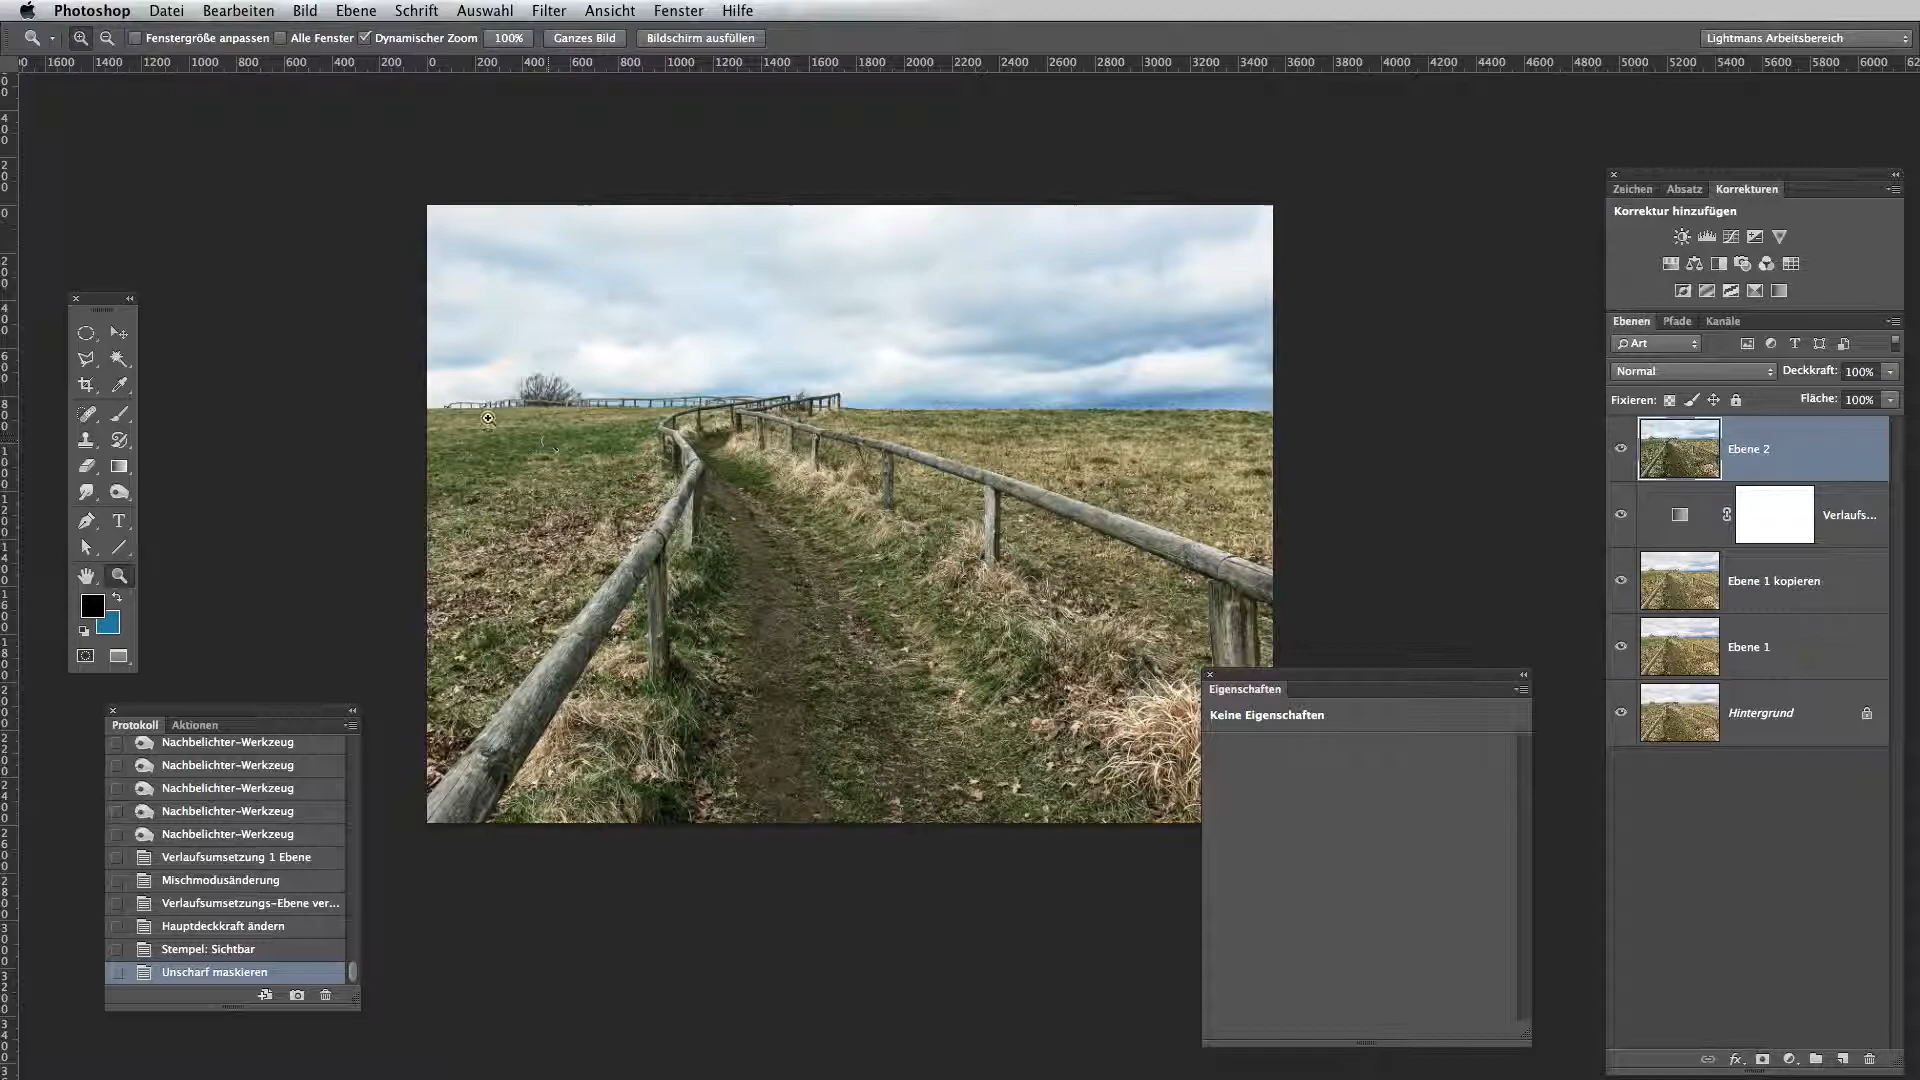 Photoshop Datei Bearbeiten Bild Ebene Schrift Auswahl Filter Ansicht Fenster Hilfe
Fenstergröße anpassen Alle Fenster Dynamischer Zoom 100% Ganzes Bild Bildschirm ausfüllen Lightmans Arbeitsbereich
1600 1400 1200 1000 800 600 400 200 0 200 400 600 800 1000 1200 1400 1600 1800 2000 2200 2400 2600 2800 3000 3200 3400 3600 3800 4000 4200 4400 4600 4800 5000 5200 5400 5600 5800 6000
Zeichen Absatz Korrekturen
Korrektur hinzufügen
Ebenen Pfade Kanäle
Art
Normal Deckkraft: 100%
Fixieren: Fläche: 100%
Ebene 2
Verlaufs...
Ebene 1 kopieren
Ebene 1
Hintergrund
Eigenschaften
Keine Eigenschaften
Protokoll Aktionen
Nachbelichter-Werkzeug
Nachbelichter-Werkzeug
Nachbelichter-Werkzeug
Nachbelichter-Werkzeug
Nachbelichter-Werkzeug
Verlaufsumsetzung 1 Ebene
Mischmodusänderung
Verlaufsumsetzungs-Ebene ver...
Hauptdeckkraft ändern
Stempel: Sichtbar
Unscharf maskieren